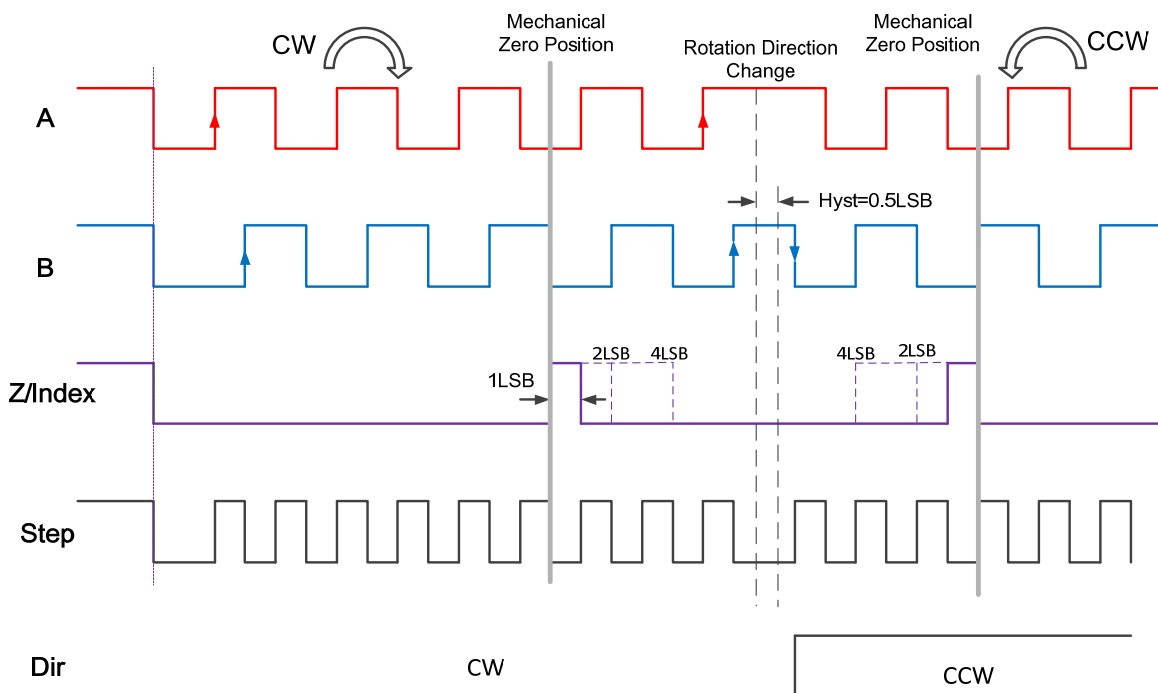 Mechanical
Zero Position
Mechanical
Zero Position
CW
Rotation Direction
Change
CCW
A
Hyst=0.5LSB
B
2LSB
4LSB
4LSB
2LSB
1LSB
Z/Index
Step
Dir
CW
CCW